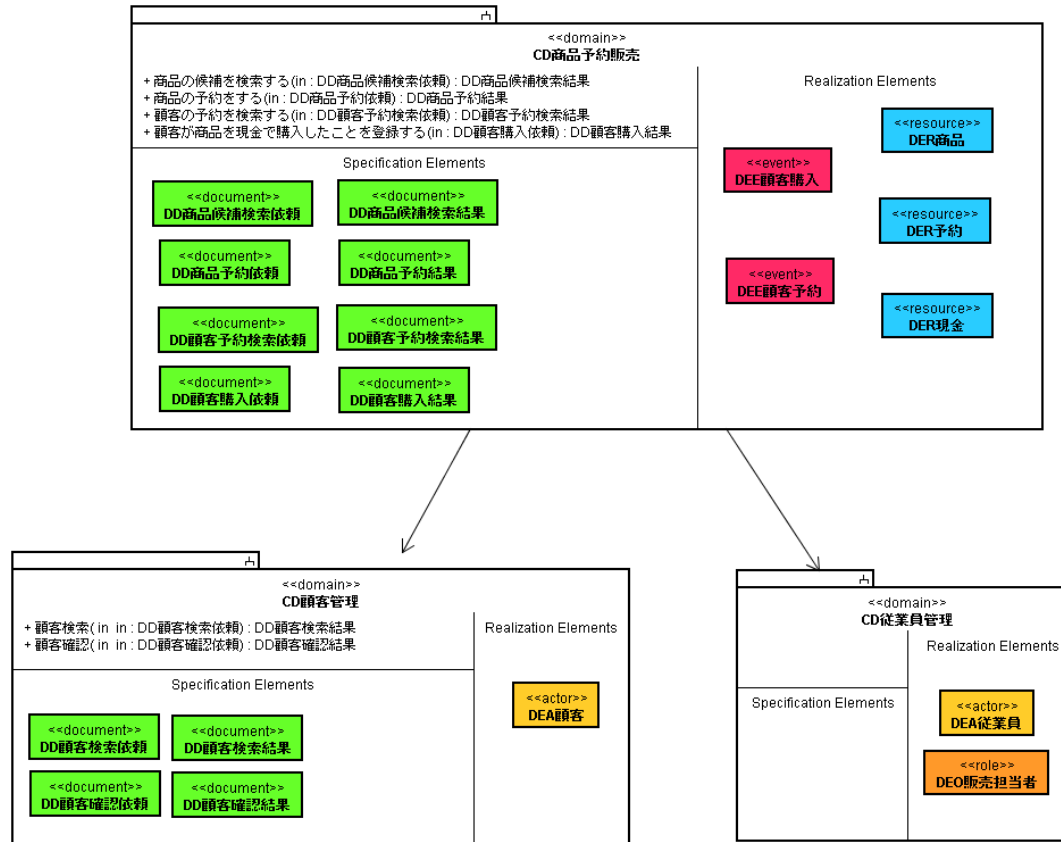 <<domain>>
CD商品予約販売
+ 商品の候補を検索する(in : DD商品候補検索依頼) : DD商品候補検索結果
+ 商品の予約をする(in : DD商品予約依頼) : DD商品予約結果
+ 顧客の予約を検索する(in : DD顧客予約検索依頼) : DD顧客予約検索結果
+ 顧客が商品を現金で購入したことを登録する(in : DD顧客購入依頼) : DD顧客購入結果
Specification Elements
<<document>>
DD商品候補検索依頼
<<document>>
DD商品候補検索結果
<<document>>
DD商品予約依頼
<<document>>
DD商品予約結果
<<document>>
DD顧客予約検索依頼
<<document>>
DD顧客予約検索結果
<<document>>
DD顧客購入依頼
<<document>>
DD顧客購入結果
Realization Elements
<<event>>
DEE顧客購入
<<event>>
DEE顧客予約
<<resource>>
DER商品
<<resource>>
DER予約
<<resource>>
DER現金
<<domain>>
CD顧客管理
+ 顧客検索( in in : DD顧客検索依頼) : DD顧客検索結果
+ 顧客確認( in in : DD顧客確認依頼) : DD顧客確認結果
Specification Elements
<<document>>
DD顧客検索依頼
<<document>>
DD顧客検索結果
<<document>>
DD顧客確認依頼
<<document>>
DD顧客確認結果
Realization Elements
<<actor>>
DEA顧客
<<domain>>
CD従業員管理
Specification Elements
Realization Elements
<<actor>>
DEA従業員
<<role>>
DEO販売担当者